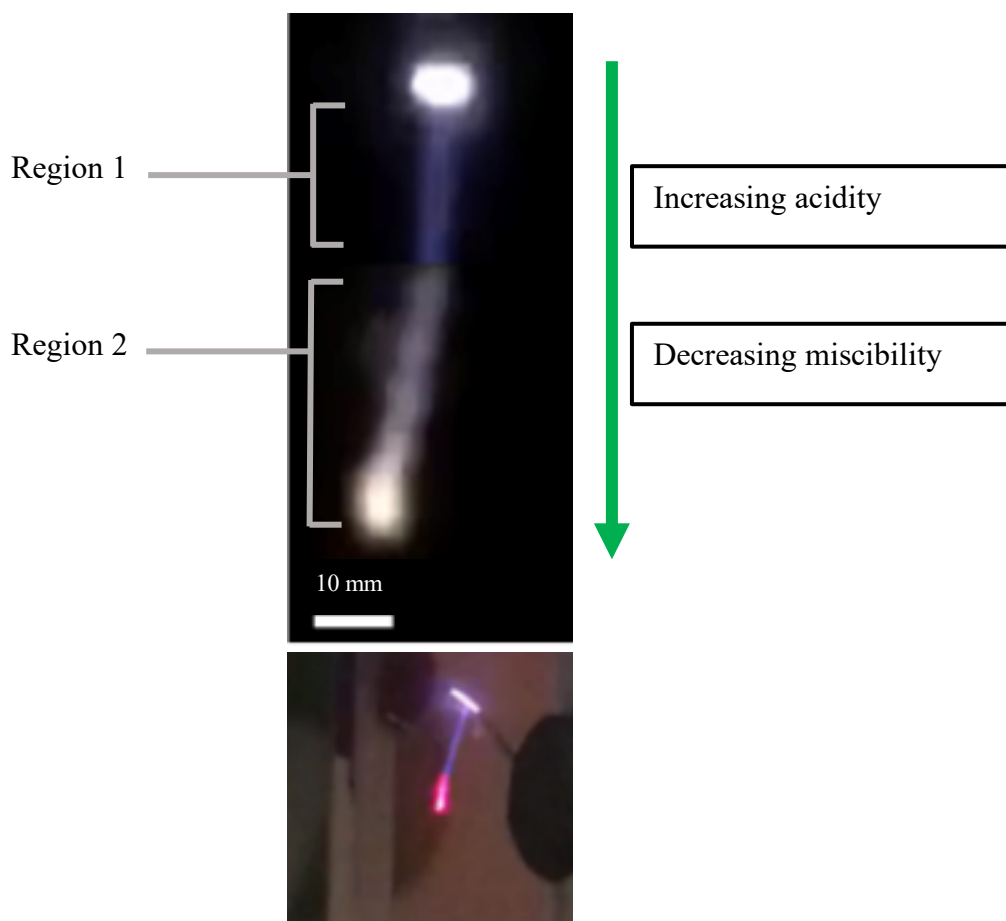 Region 1
Increasing acidity
Region 2
Decreasing miscibility
10 mm